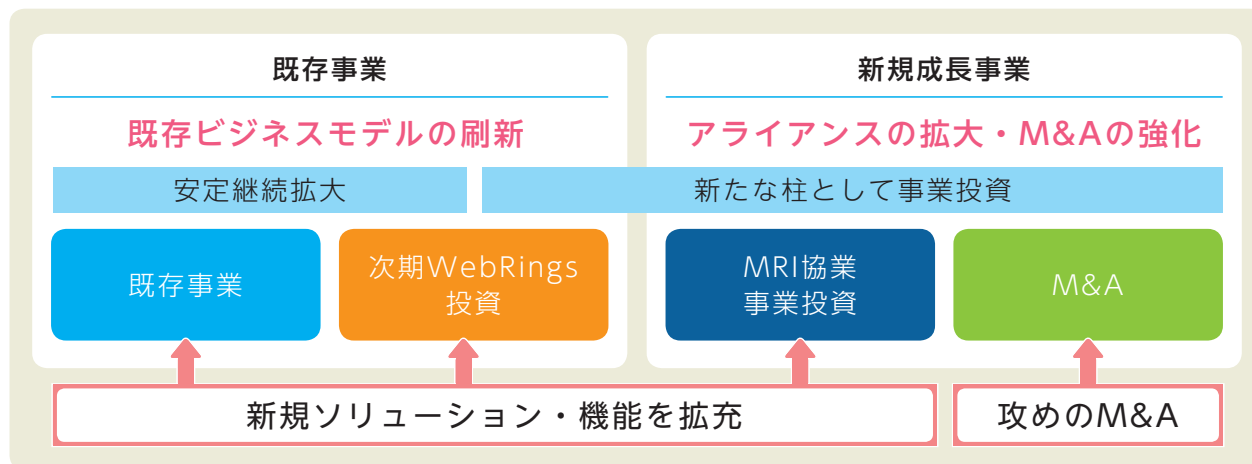 既存事業
既存ビジネスモデルの刷新
安定継続拡大
既存事業
次期WebRings
投資
新規成長事業
アライアンスの拡大・M&Aの強化
新たな柱として事業投資
MRI協業
事業投資
M&A
新規ソリューション・機能を拡充
攻めのM&A